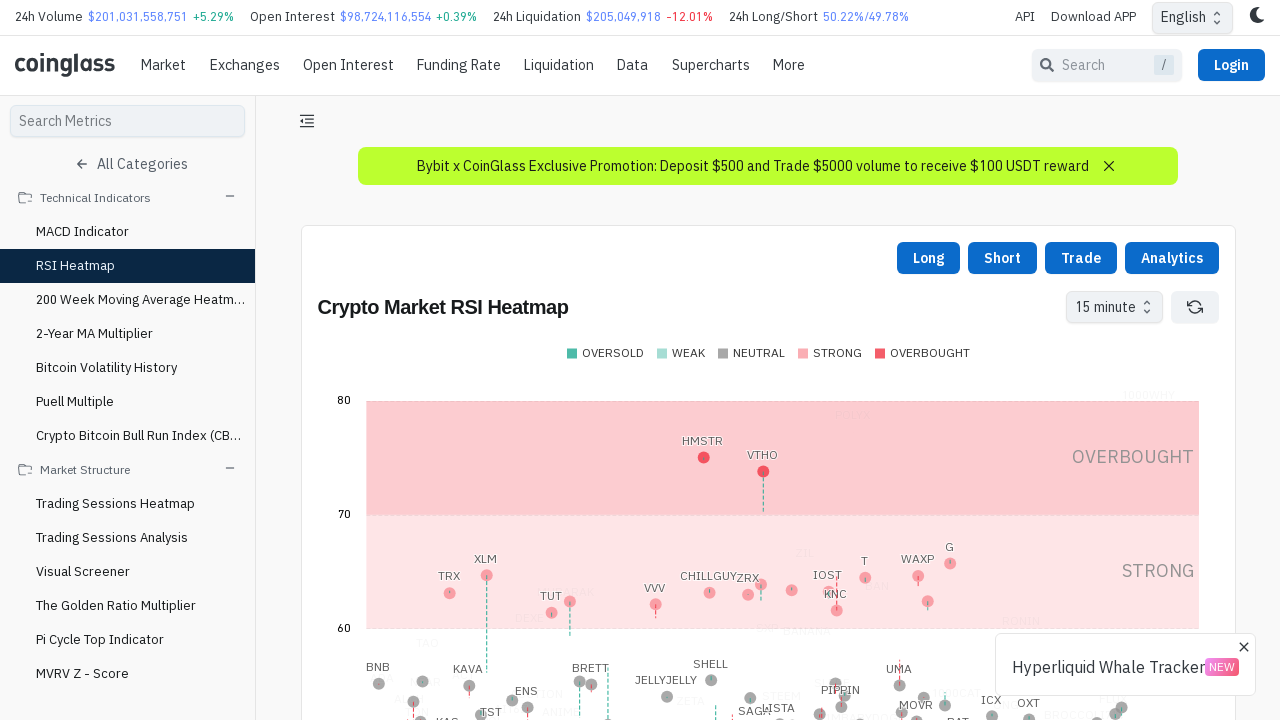 24h Volume $201,031,558,751 +5.29% Open Interest $98,724,116,554 +0.39% 24h Liquidation $205,049,918 -12.01% 24h Long/Short 50.22%/49.78% API Download APP English
coinglass Market Exchanges Open Interest Funding Rate Liquidation Data Supercharts More Search / Login
Search Metrics
All Categories
Technical Indicators
MACD Indicator
RSI Heatmap
200 Week Moving Average Heatm...
2-Year MA Multiplier
Bitcoin Volatility History
Puell Multiple
Crypto Bitcoin Bull Run Index (CB...
Market Structure
Trading Sessions Heatmap
Trading Sessions Analysis
Visual Screener
The Golden Ratio Multiplier
Pi Cycle Top Indicator
MVRV Z - Score
Bybit x CoinGlass Exclusive Promotion: Deposit $500 and Trade $5000 volume to receive $100 USDT reward
Long Short Trade Analytics
Crypto Market RSI Heatmap
15 minute
OVERSOLD WEAK NEUTRAL STRONG OVERBOUGHT
80
HMSTR
VTHO
OVERBOUGHT
70
G
XLM T WAXP
STRONG
TRX CHILLGUY ZRX IOST
TUT VVV KNC
60
BNB KAVA BRETT SHELL UMA
JELLYJELLY
ENS PIPPIN
TST SAGA LISTA MOVR ICX OXT
KAS BAT
Hyperliquid Whale Tracker NEW